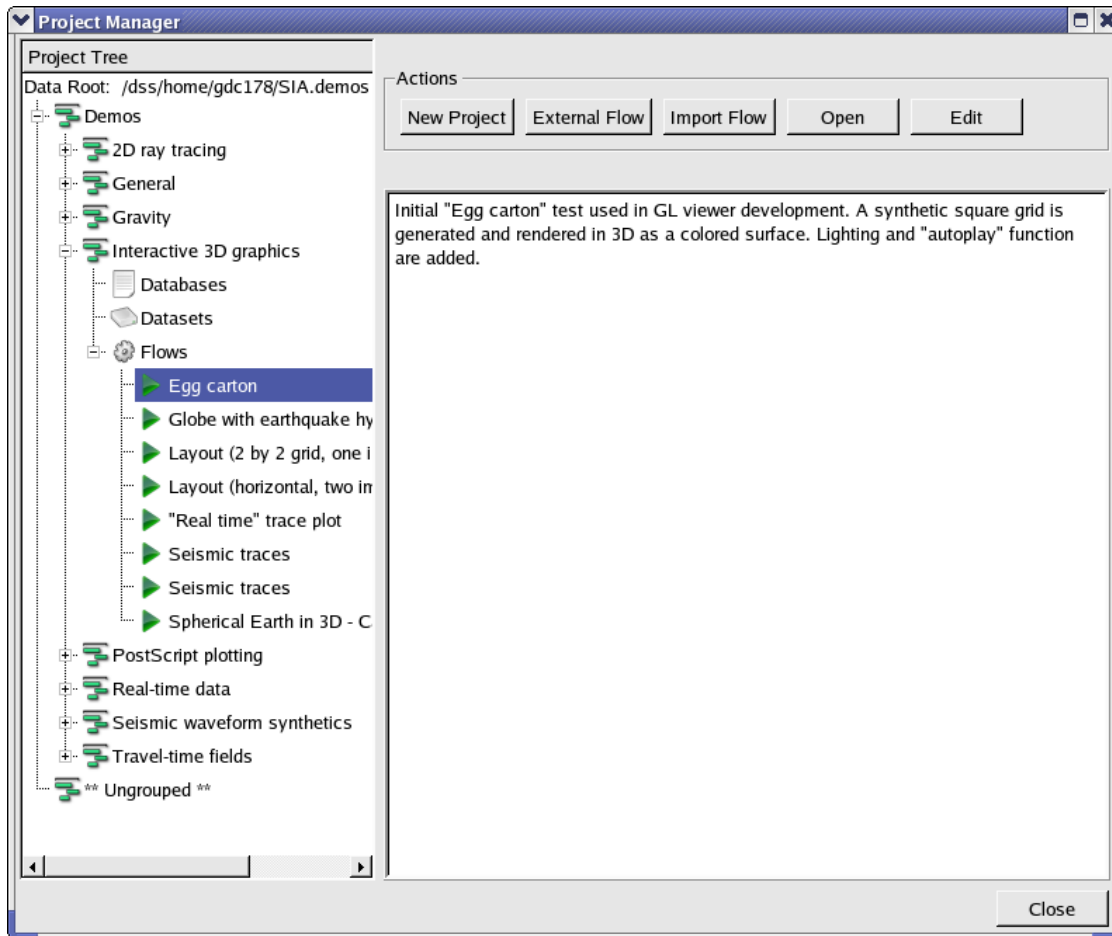 Project Manager
Project Tree
Data Root: /dss/home/gdc178/SIA.demos
Demos
2D ray tracing
General
Gravity
Interactive 3D graphics
Databases
Datasets
Flows
Egg carton
Globe with earthquake hy
Layout (2 by 2 grid, one i
Layout (horizontal, two im
"Real time" trace plot
Seismic traces
Seismic traces
Spherical Earth in 3D - C
PostScript plotting
Real-time data
Seismic waveform synthetics
Travel-time fields
** Ungrouped **
Actions
New Project External Flow Import Flow Open Edit
Initial "Egg carton" test used in GL viewer development. A synthetic square grid is
generated and rendered in 3D as a colored surface. Lighting and "autoplay" function
are added.
Close